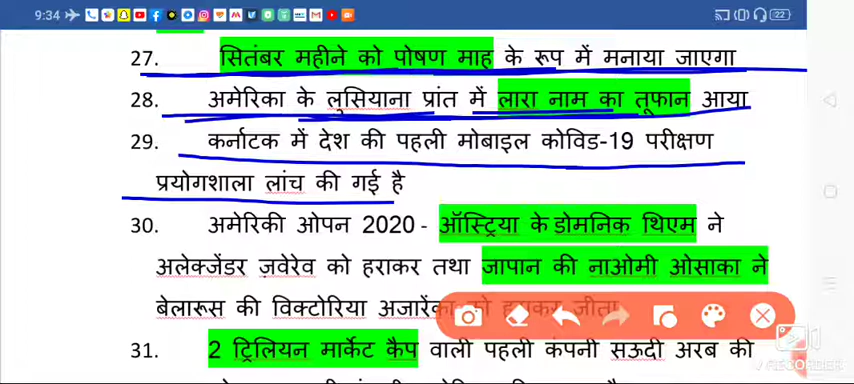 9:34 22
27. सितंबर महीने को पोषण माह के रूप में मनाया जाएगा
28. अमेरिका के लुसियाना प्रांत में लारा नाम का तूफान आया
29. कर्नाटक में देश की पहली मोबाइल कोविड-19 परीक्षण
प्रयोगशाला लांच की गई है
30. अमेरिकी ओपन 2020 - ऑस्ट्रिया के डोमनिक थिएम ने
अलेक्जेंडर ज़वेरेव को हराकर तथा जापान की नाओमी ओसाका ने
बेलारूस की विक्टोरिया अजारेंका को हराकर जीता
31. 2 ट्रिलियन मार्केट कैप वाली पहली कंपनी सऊदी अरब की
RECORDER